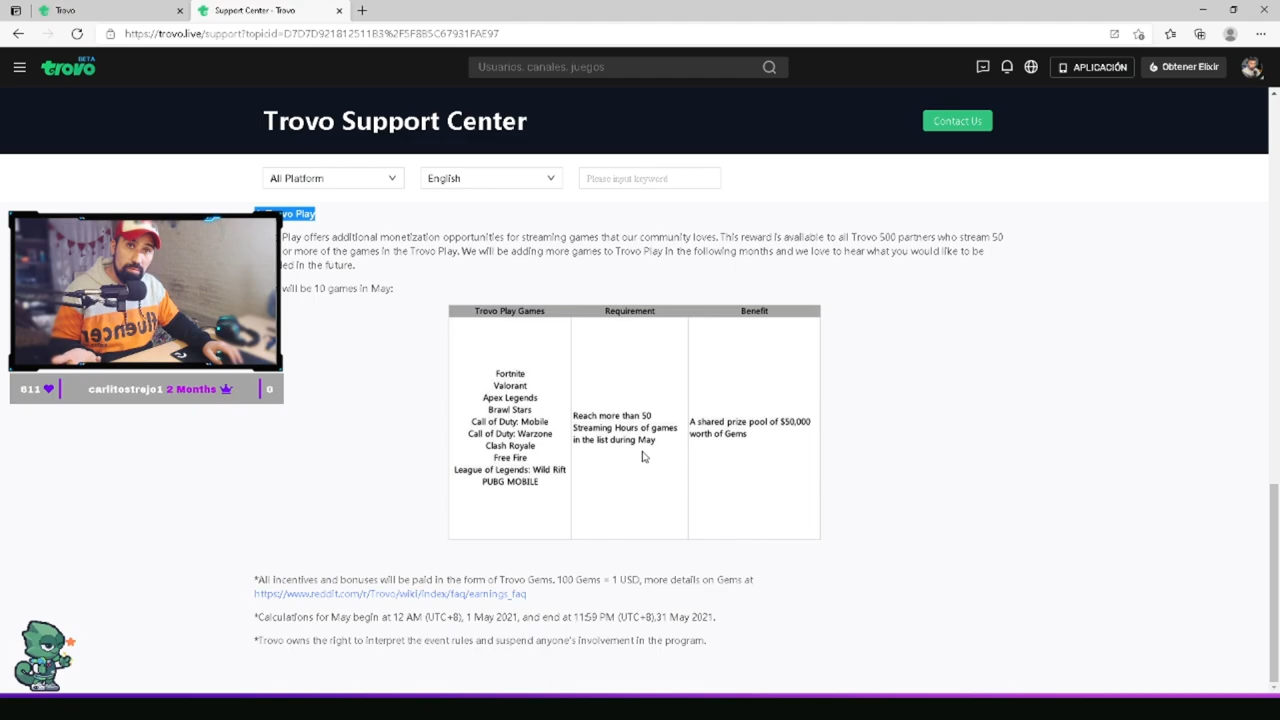 Trovo
Support Center - Trovo
https://trovo.live/support?topicid=D7D7D921812511B3%2F5F8B5C67931FAE97
trovo
BETA
Usuarios, canales, juegos
APLICACIÓN
Obtener Elixir
Trovo Support Center
Contact Us
All Platform
English
Please input keyword
Trovo Play
Play offers additional monetization opportunities for streaming games that our community loves. This reward is available to all Trovo 500 partners who stream 50
or more of the games in the Trovo Play. We will be adding more games to Trovo Play in the following months and we love to hear what you would like to be
in the future.
will be 10 games in May:
Trovo Play Games
Requirement
Benefit
Fortnite
Valorant
Apex Legends
Brawl Stars
Call of Duty: Mobile
Call of Duty: Warzone
Clash Royale
Free Fire
League of Legends: Wild Rift
PUBG MOBILE
Reach more than 50
Streaming Hours of games
in the list during May
A shared prize pool of $50,000
worth of Gems
611
carlitostrejo1 2 Months
0
*All incentives and bonuses will be paid in the form of Trovo Gems. 100 Gems = 1 USD, more details on Gems at
https://www.reddit.com/r/Trovo/wiki/index/faq/earnings_faq
*Calculations for May begin at 12 AM (UTC+8), 1 May 2021, and end at 11:59 PM (UTC+8),31 May 2021.
*Trovo owns the right to interpret the event rules and suspend anyone's involvement in the program.